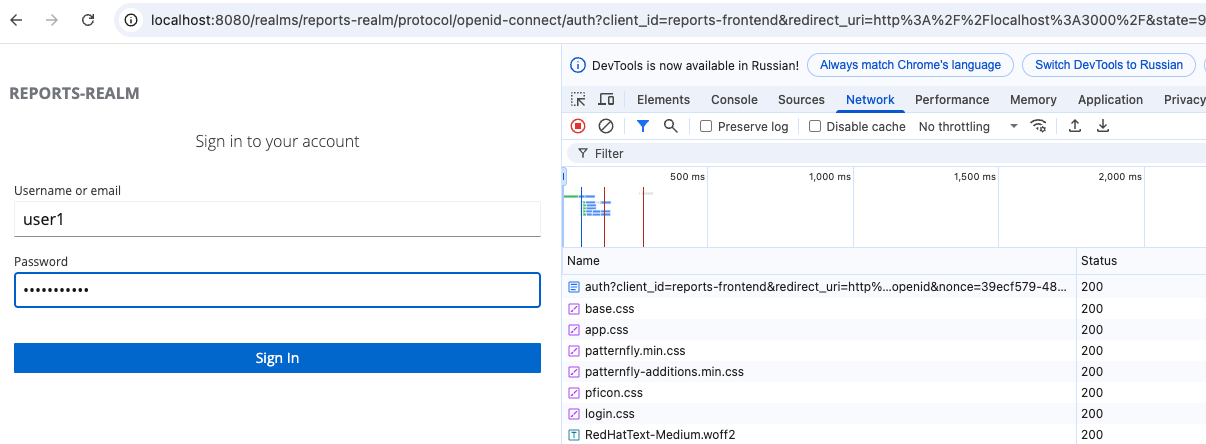 localhost:8080/realms/reports-realm/protocol/openid-connect/auth?client_id=reports-frontend&redirect_uri=http%3A%2F%2Flocalhost%3A3000%2F&state=9
REPORTS-REALM
Sign in to your account
Username or email
user1
Password
•••••••••••
Sign In
DevTools is now available in Russian! Always match Chrome's language Switch DevTools to Russian
Elements Console Sources Network Performance Memory Application Privacy
Preserve log Disable cache No throttling
Filter
500 ms 1,000 ms 1,500 ms 2,000 ms
Name Status
auth?client_id=reports-frontend&redirect_uri=http%...openid&nonce=39ecf579-48... 200
base.css 200
app.css 200
patternfly.min.css 200
patternfly-additions.min.css 200
pficon.css 200
login.css 200
RedHatText-Medium.woff2 200